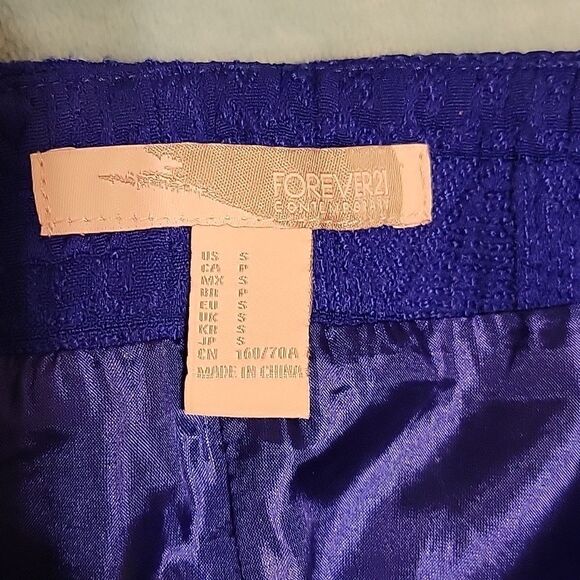 FOREVER21
CONTEMPORARY
US S
CA P
MX S
BR P
EU S
UK S
KR S
JP S
CN 160/70A
MADE IN CHINA